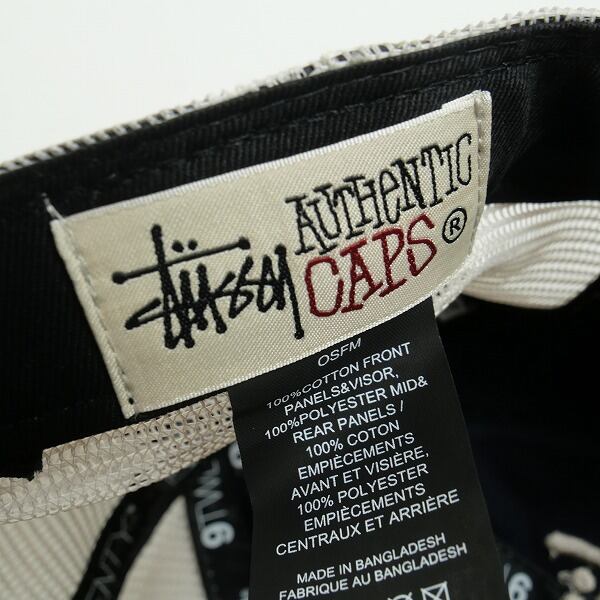 Stüssy
AUTHENTIC
CAPS®
OSFM
100%COTTON FRONT
PANELS&VISOR,
100%POLYESTER MID&
REAR PANELS /
100% COTON
EMPIÈCEMENTS
AVANT ET VISIÈRE,
100% POLYESTER
EMPIÈCEMENTS
CENTRAUX ET ARRIÈRE
MADE IN BANGLADESH
FABRIQUE AU BANGLADESH